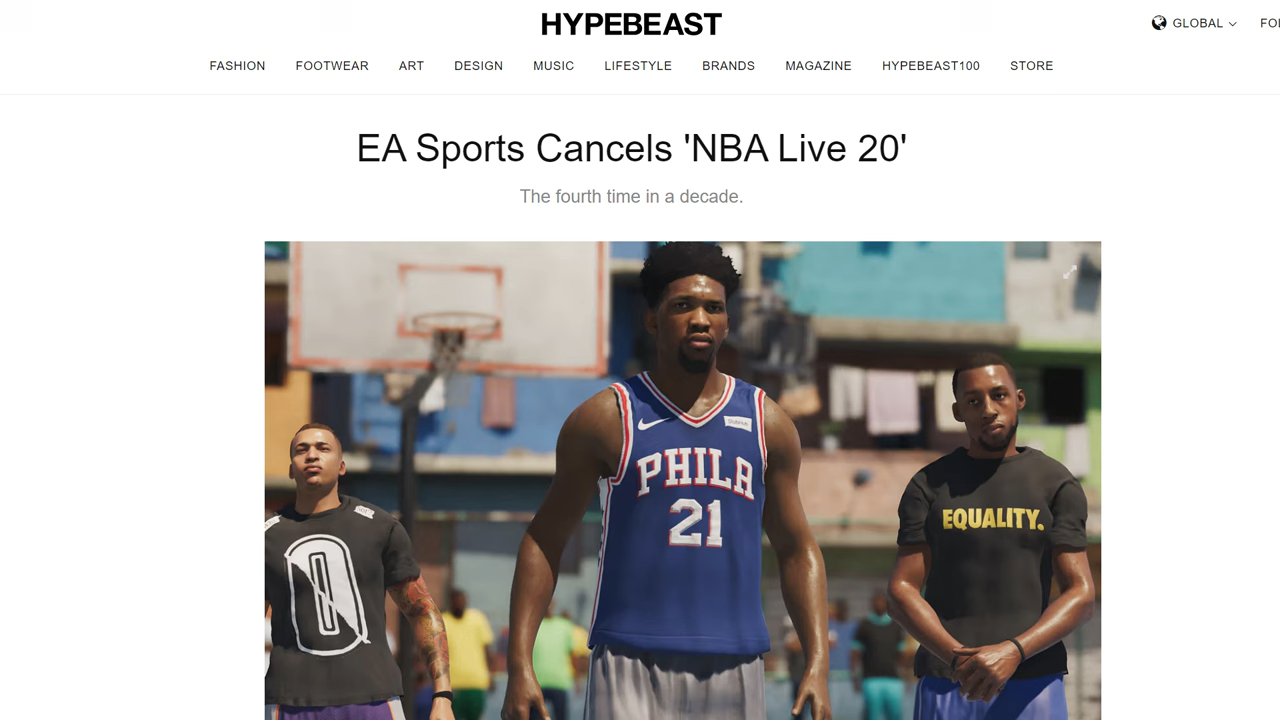 HYPEBEAST
GLOBAL
FASHION FOOTWEAR ART DESIGN MUSIC LIFESTYLE BRANDS MAGAZINE HYPEBEAST100 STORE
EA Sports Cancels 'NBA Live 20'
The fourth time in a decade.
PHILA
21
EQUALITY.
0